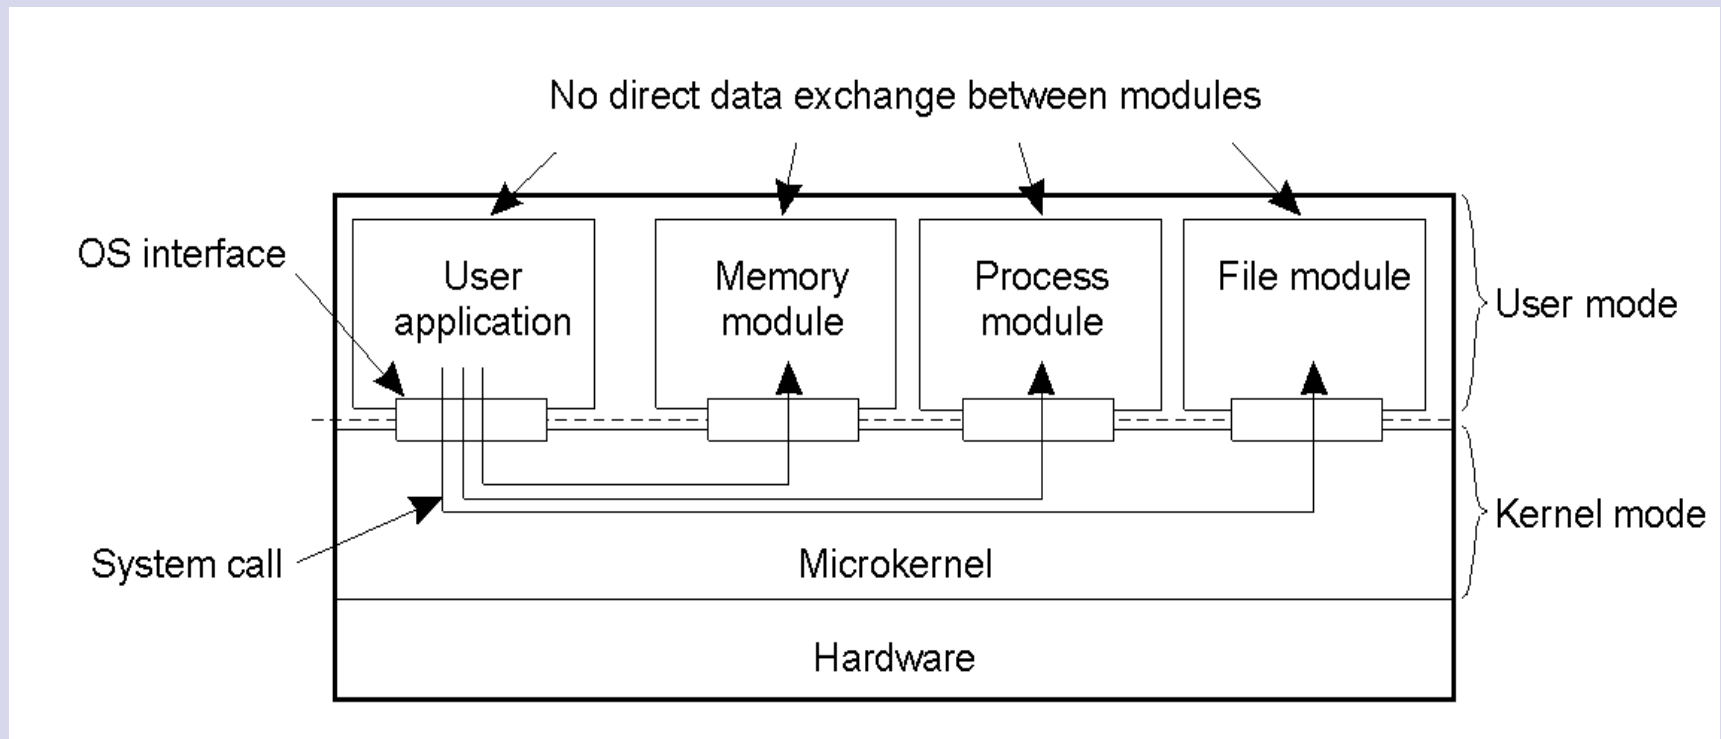 No direct data exchange between modules
OS interface
User
application
Memory
module
Process
module
File module
User mode
Kernel mode
System call
Microkernel
Hardware